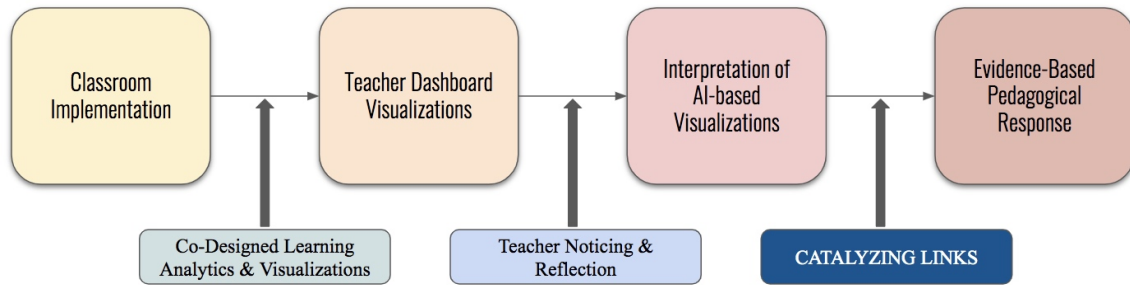 Classroom
Implementation
Teacher Dashboard
Visualizations
Interpretation of
AI-based
Visualizations
Evidence-Based
Pedagogical
Response
Co-Designed Learning
Analytics & Visualizations
Teacher Noticing &
Reflection
CATALYZING LINKS